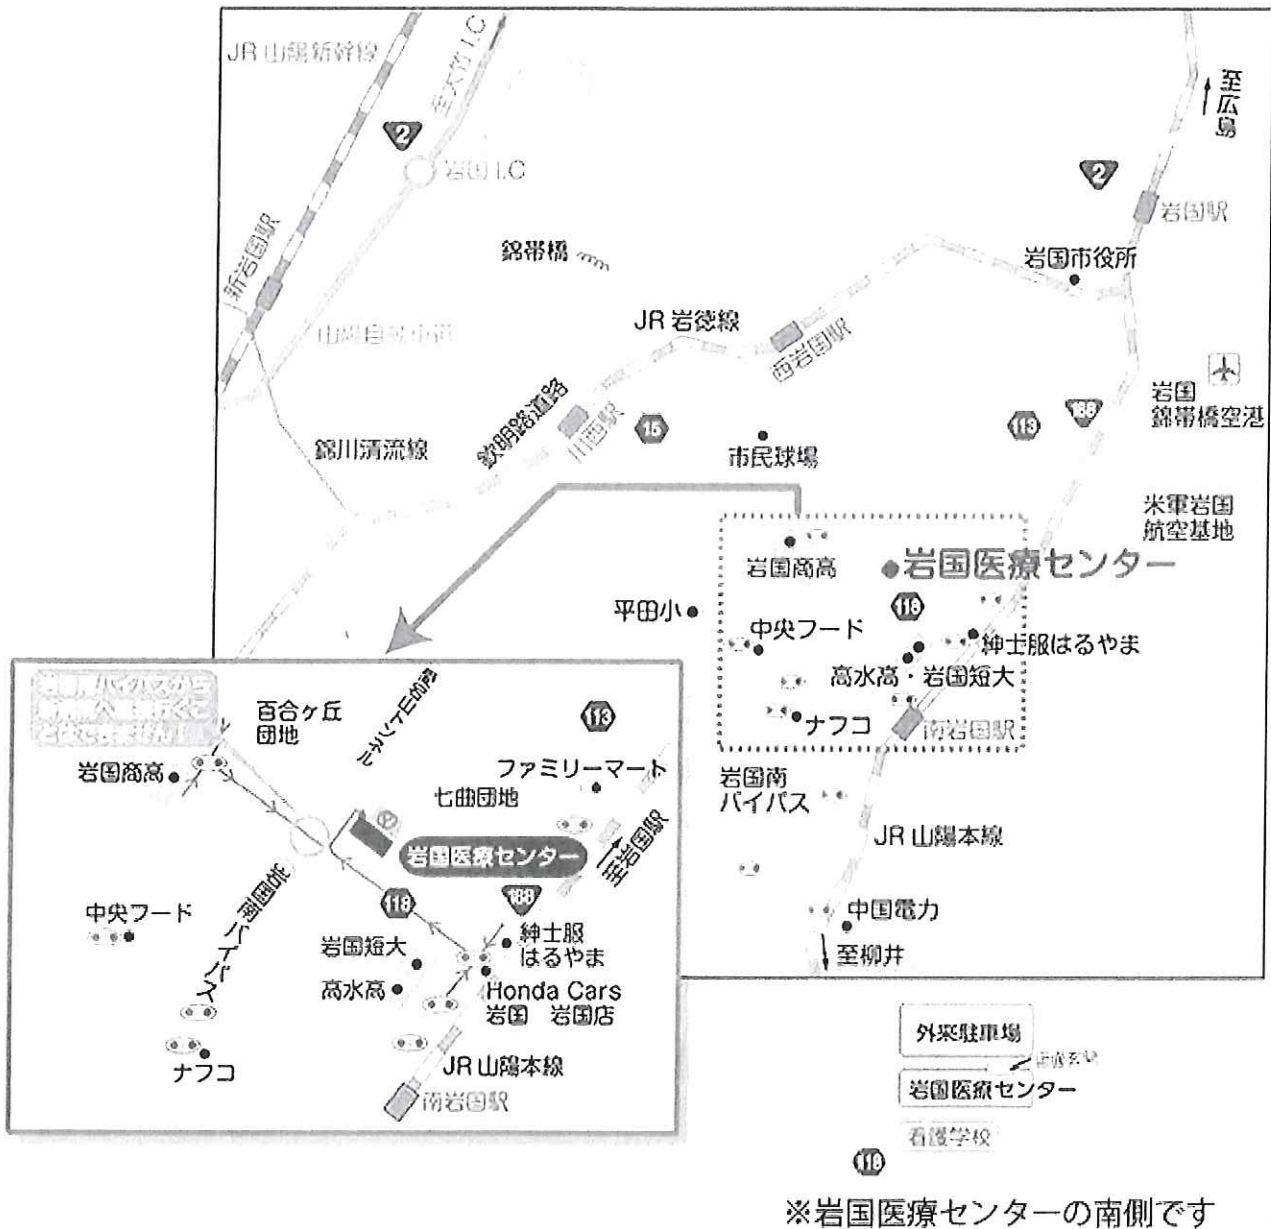 JR 山陽新幹線
至大竹 I.C
2
岩国 I.C
新岩国駅
山陽自動車道
錦川清流線
錦帯橋
欽明路道路
川西駅
JR 岩徳線
西岩国駅
15
市民球場
至広島
2
岩国駅
岩国市役所
113
188
岩国
錦帯橋空港
米軍岩国
航空基地
岩国商高
岩国医療センター
118
平田小
中央フード
紳士服はるやま
高水高・岩国短大
ナフコ
南岩国駅
岩国南
バイパス
JR 山陽本線
中国電力
至柳井
百合ヶ丘
団地
岩国商高
113
ファミリーマート
七曲団地
岩国医療センター
至岩国駅
118
188
中央フード
岩国南バイパス
岩国短大
高水高
紳士服
はるやま
Honda Cars
岩国 岩国店
ナフコ
JR 山陽本線
南岩国駅
外来駐車場
岩国医療センター
看護学校
118
※岩国医療センターの南側です